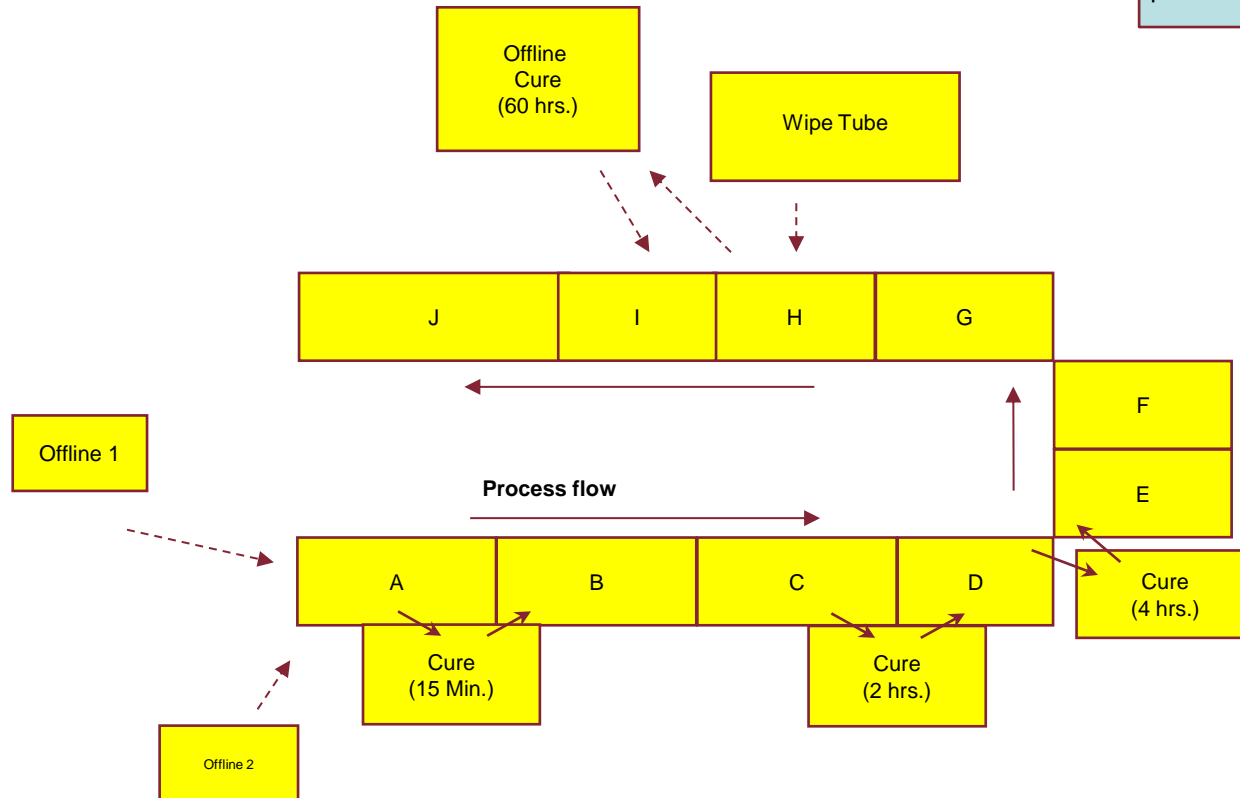 Offline
Cure
(60 hrs.)
Wipe Tube
J
I
H
G
F
Offline 1
E
Process flow
A
B
C
D
Cure
(4 hrs.)
Cure
(15 Min.)
Cure
(2 hrs.)
Offline 2